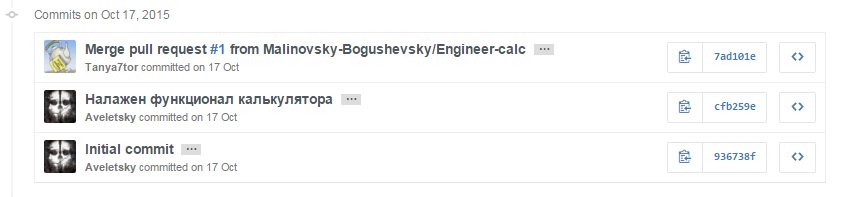 Commits on Oct 17, 2015
Merge pull request #1 from Malinovsky-Bogushevsky/Engineer-calc ...
7ad101e
Tanya7tor committed on 17 Oct
Налажен функционал калькулятора ...
cfb259e
Aveletsky committed on 17 Oct
Initial commit ...
936738f
Aveletsky committed on 17 Oct